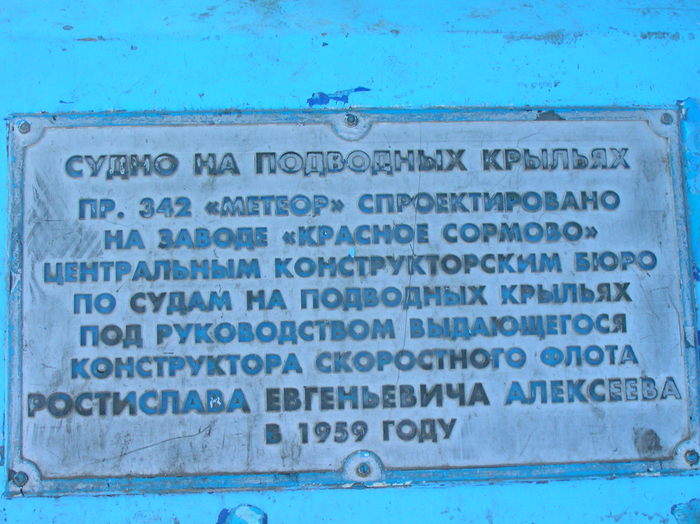 СУДНО НА ПОДВОДНЫХ КРЫЛЬЯХ
ПР. 342 «МЕТЕОР» СПРОЕКТИРОВАНО
НА ЗАВОДЕ «КРАСНОЕ СОРМОВО»
ЦЕНТРАЛЬНЫМ КОНСТРУКТОРСКИМ БЮРО
ПО СУДАМ НА ПОДВОДНЫХ КРЫЛЬЯХ
ПОД РУКОВОДСТВОМ ВЫДАЮЩЕГОСЯ
КОНСТРУКТОРА СКОРОСТНОГО ФЛОТА
РОСТИСЛАВА ЕВГЕНЬЕВИЧА АЛЕКСЕЕВА
В 1959 ГОДУ